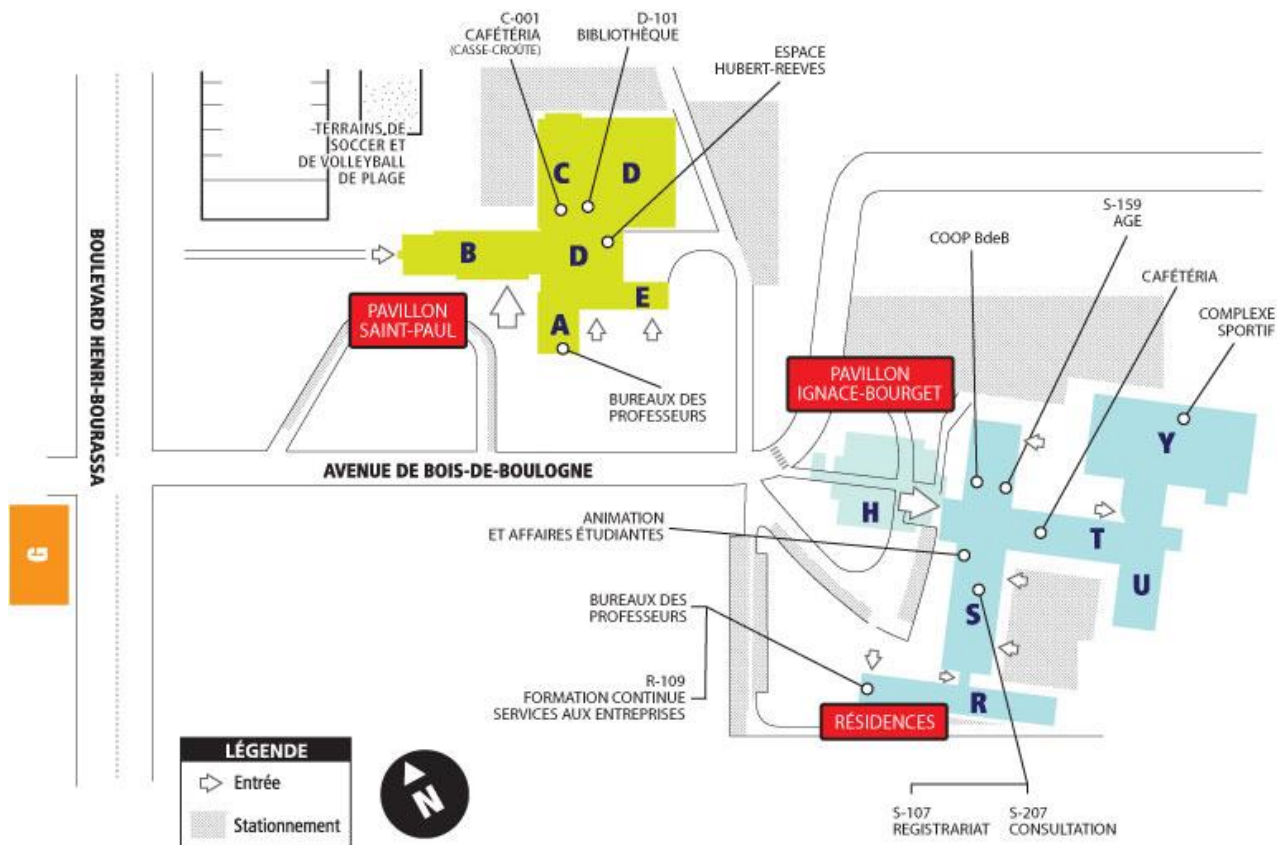 C-001
CAFÉTÉRIA
(CASSE-CROÛTE)
D-101
BIBLIOTHÈQUE
ESPACE
HUBERT-REEVES
-TERRAINS DE
SOCCER ET
DE VOLLEYBALL
DE PLAGE
C
D
B
D
E
A
PAVILLON
SAINT-PAUL
BUREAUX DES
PROFESSEURS
BOULEVARD HENRI-BOURASSA
AVENUE DE BOIS-DE-BOULOGNE
G
S-159
AGE
COOP BdeB
CAFÉTÉRIA
COMPLEXE
SPORTIF
PAVILLON
IGNACE-BOURGET
Y
H
T
U
S
R
ANIMATION
ET AFFAIRES ÉTUDIANTES
BUREAUX DES
PROFESSEURS
R-109
FORMATION CONTINUE
SERVICES AUX ENTREPRISES
RÉSIDENCES
S-107
REGISTRARIAT
S-207
CONSULTATION
LÉGENDE
Entrée
Stationnement
N